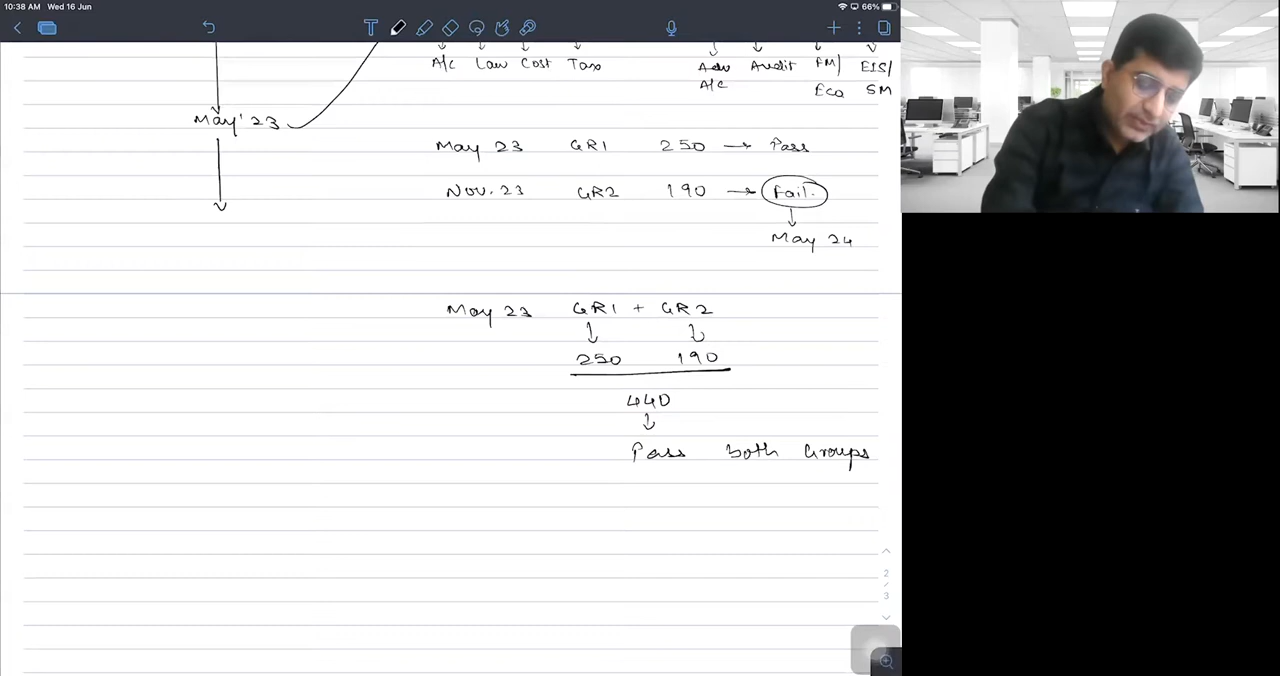 10:38 AM Wed 16 Jun 66%
T
A/c Law Cost Tax Adv Audit FM/ EIS/
A/c Eco SM
May' 23
May 23 GR1 250 → Pass
Nov. 23 GR2 190 → Fail.
May 24
May 23 GR1 + GR2
250 190
440
Pass Both Groups
2
/
3